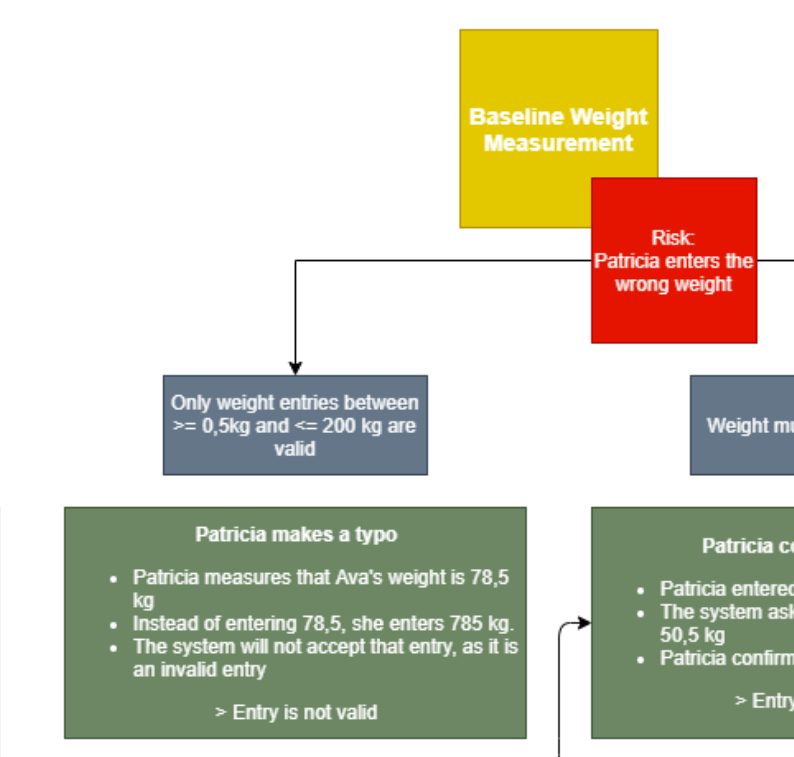 Baseline Weight
Measurement
Risk:
Patricia enters the
wrong weight
Only weight entries between
>= 0,5kg and <= 200 kg are
valid
Weight
Patricia makes a typo
• Patricia measures that Ava's weight is 78,5
kg
• Instead of entering 78,5, she enters 785 kg.
• The system will not accept that entry, as it is
an invalid entry
> Entry is not valid
Patricia
• Patricia entered
• The system ask
50,5 kg
• Patricia confirm
> Entry